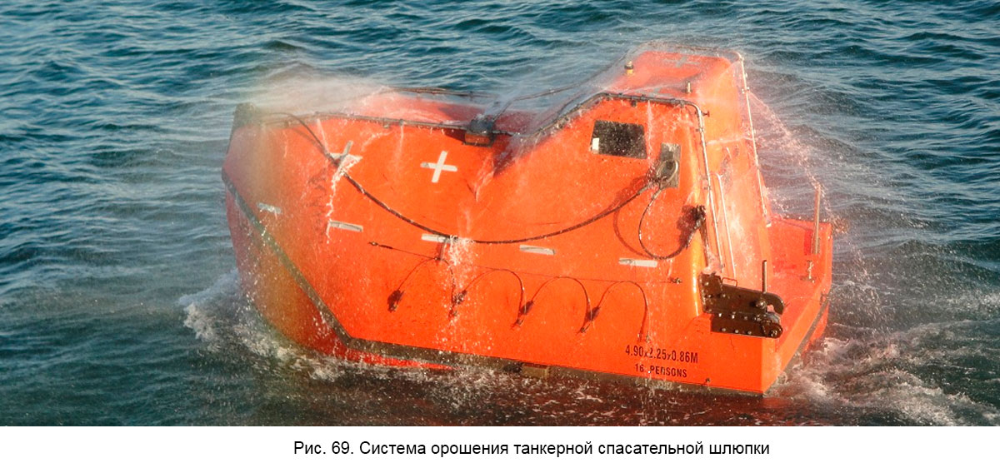 4.90x2.25x0.86M
16 PERSONS
Рис. 69. Система орошения танкерной спасательной шлюпки